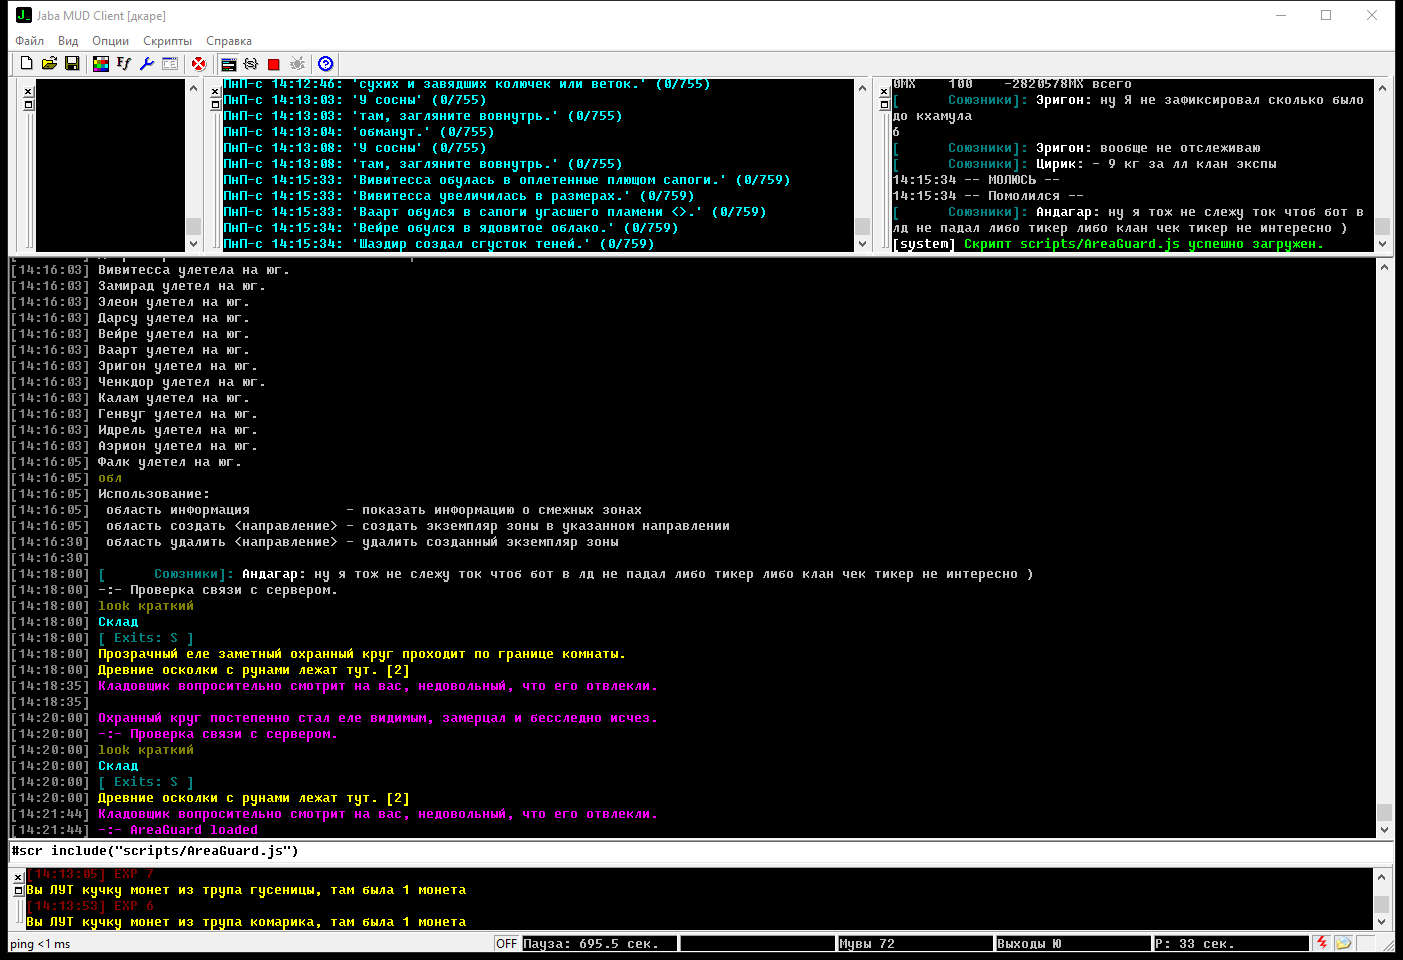 Jaba MUD Client [дкаре]
Файл Вид Опции Скрипты Справка
ПнП-с 14:12:46: 'сухих и завядших колючек или веток.' (0/755)
ПнП-с 14:13:03: 'У сосны' (0/755)
ПнП-с 14:13:03: 'там, загляните вовнутрь.' (0/755)
ПнП-с 14:13:04: 'обманут.' (0/755)
ПнП-с 14:13:08: 'У сосны' (0/755)
ПнП-с 14:13:08: 'там, загляните вовнутрь.' (0/755)
ПнП-с 14:15:33: 'Вивитесса обулась в оплетенные плющом сапоги.' (0/759)
ПнП-с 14:15:33: 'Вивитесса увеличилась в размерах.' (0/759)
ПнП-с 14:15:33: 'Ваарт обулся в сапоги угасшего пламени <>.' (0/759)
ПнП-с 14:15:34: 'Вейре обулся в ядовитое облако.' (0/759)
ПнП-с 14:15:34: 'Шаэдир создал сгусток теней.' (0/759)
0MX 100 -2820578MX всего
[ Союзники]: Эригон: ну Я не зафиксировал сколько было
до кхамула
6
[ Союзники]: Эригон: вообще не отслеживаю
[ Союзники]: Цирик: - 9 кг за лл клан экспы
14:15:34 -- МОЛЮСЬ --
14:15:34 -- Помолился --
[ Союзники]: Андагар: ну я тож не слежу ток чтоб бот в
лд не падал либо тикер либо клан чек тикер не интересно )
[system] Скрипт scripts/AreaGuard.js успешно загружен.
[14:16:03] Вивитесса улетела на юг.
[14:16:03] Замирад улетел на юг.
[14:16:03] Элеон улетел на юг.
[14:16:03] Дарсу улетел на юг.
[14:16:03] Вейре улетел на юг.
[14:16:03] Ваарт улетел на юг.
[14:16:03] Эригон улетел на юг.
[14:16:03] Ченкдор улетел на юг.
[14:16:03] Калам улетел на юг.
[14:16:03] Генвуг улетел на юг.
[14:16:03] Идрель улетел на юг.
[14:16:03] Аэрион улетел на юг.
[14:16:05] Фалк улетел на юг.
[14:16:05] обл
[14:16:05] Использование:
[14:16:05] область информация - показать информацию о смежных зонах
[14:16:05] область создать <направление> - создать экземпляр зоны в указанном направлении
[14:16:30] область удалить <направление> - удалить созданный экземпляр зоны
[14:16:30]
[14:18:00] [ Союзники]: Андагар: ну я тож не слежу ток чтоб бот в лд не падал либо тикер либо клан чек тикер не интересно )
[14:18:00] -:- Проверка связи с сервером.
[14:18:00] look краткий
[14:18:00] Склад
[14:18:00] [ Exits: S ]
[14:18:00] Прозрачный еле заметный охранный круг проходит по границе комнаты.
[14:18:00] Древние осколки с рунами лежат тут. [2]
[14:18:35] Кладовщик вопросительно смотрит на вас, недовольный, что его отвлекли.
[14:18:35]
[14:20:00] Охранный круг постепенно стал еле видимым, замерцал и бесследно исчез.
[14:20:00] -:- Проверка связи с сервером.
[14:20:00] look краткий
[14:20:00] Склад
[14:20:00] [ Exits: S ]
[14:20:00] Древние осколки с рунами лежат тут. [2]
[14:21:44] Кладовщик вопросительно смотрит на вас, недовольный, что его отвлекли.
[14:21:44] -:- AreaGuard loaded
#scr include("scripts/AreaGuard.js")
[14:13:05] EXP 7
Вы ЛУТ кучку монет из трупа гусеницы, там была 1 монета
[14:13:53] EXP 6
Вы ЛУТ кучку монет из трупа комарика, там была 1 монета
ping <1 ms OFF Пауза: 695.5 сек. Мувы 72 Выходы Ю Р: 33 сек.